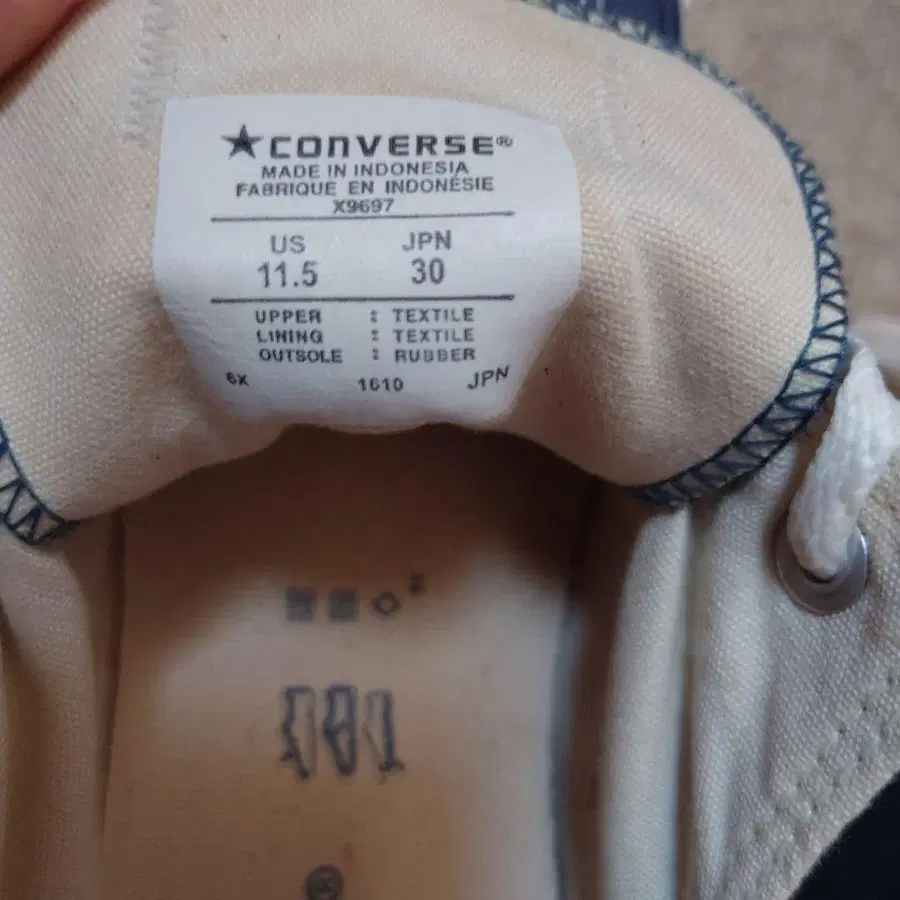 ★CONVERSE®
MADE IN INDONESIA
FABRIQUE EN INDONÉSIE
X9697
US JPN
11.5 30
UPPER : TEXTILE
LINING : TEXTILE
OUTSOLE : RUBBER
6X 1610 JPN